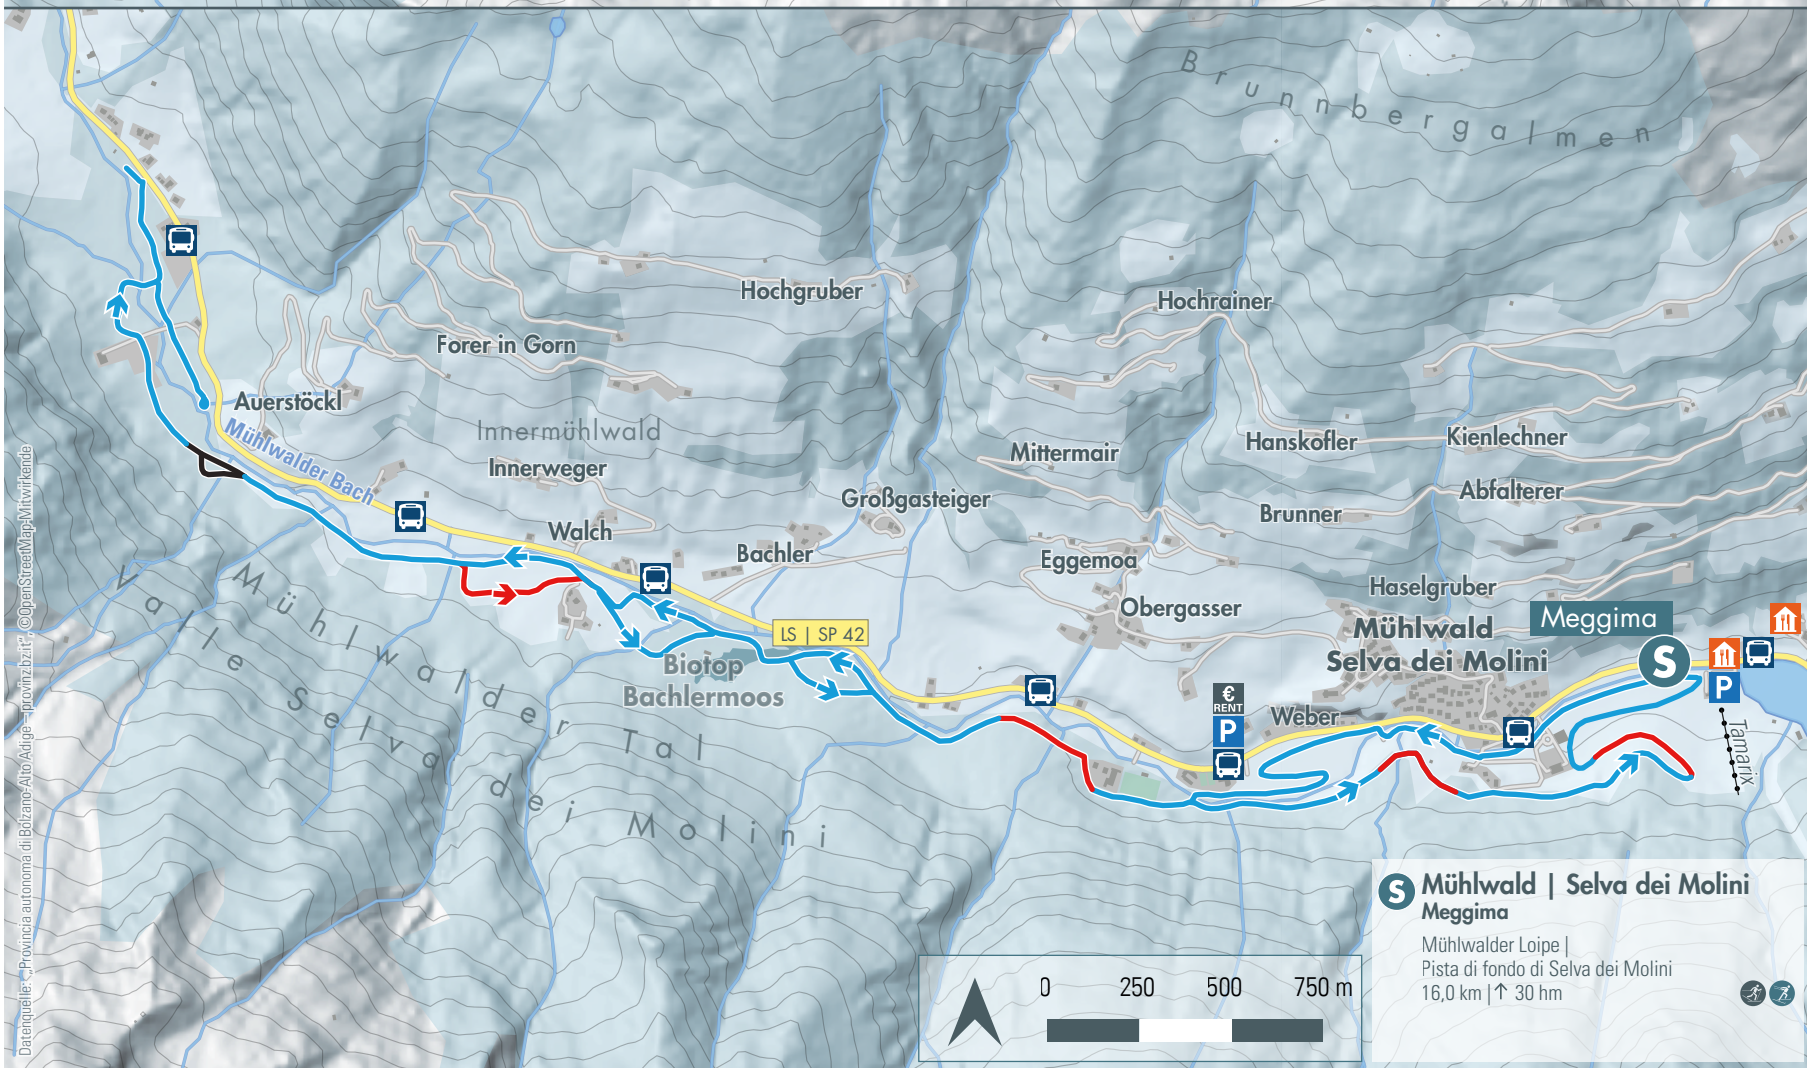 Brunnbergalmen
Hochgruber
Hochrainer
Forer in Gorn
Auerstöckl
Mühlwalder Bach
Innermühlwald
Innerweger
Mittermair
Hanskofler
Kienlechner
Großgasteiger
Abfalterer
Brunner
Walch
Bachler
Eggemoa
Haselgruber
Obergasser
Meggima
S
Mühlwald
Selva dei Molini
LS | SP 42
Biotop
Bachlermoos
€
RENT
P
Weber
P
Tamarix
Mühlwalder Tal
Valle Selva dei Molini
Datenquelle: „Provincia autonoma di Bolzano-Alto Adige – provinz.bz.it", ©OpenStreetMap-Mitwirkende
0 250 500 750 m
S Mühlwald | Selva dei Molini
Meggima
Mühlwalder Loipe |
Pista di fondo di Selva dei Molini
16,0 km | ↑ 30 hm